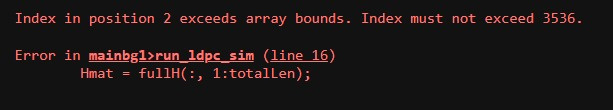 Index in position 2 exceeds array bounds. Index must not exceed 3536.
Error in mainbg1>run_ldpc_sim (line 16)
Hmat = fullH(:, 1:totalLen);